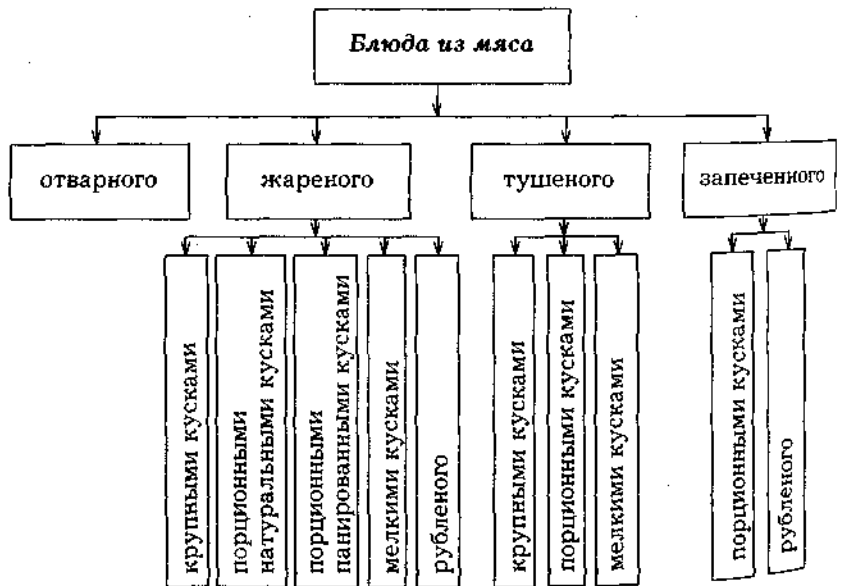 Блюда из мяса
отварного
жареного
тушеного
запеченного
крупными кусками
порционными
натуральными кусками
порционными
панированными кусками
мелкими кусками
рубленого
крупными кусками
порционными кусками
мелкими кусками
порционными кусками
рубленого